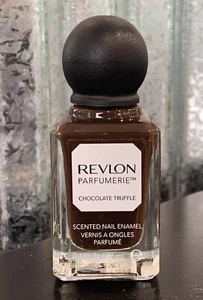 REVLON
PARFUMERIE™
CHOCOLATE TRUFFLE
SCENTED NAIL ENAMEL
VERNIS A ONGLES
PARFUMÉ